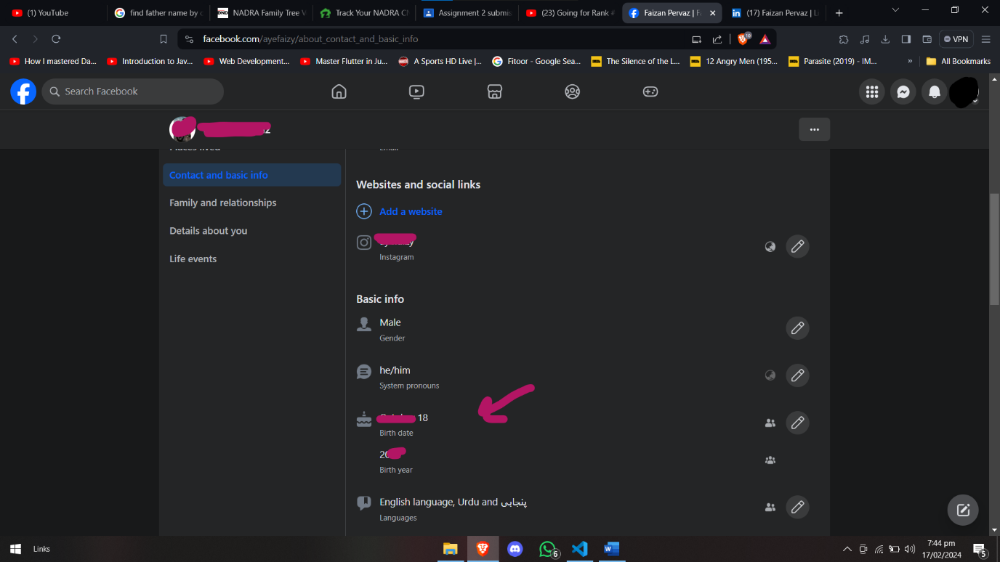 (1) YouTube
find father name by c
NADRA Family Tree V
Track Your NADRA CN
Assignment 2 submis
(23) Going for Rank #
Faizan Pervaz | Fa
(17) Faizan Pervaz | Li
facebook.com/ayefaizy/about_contact_and_basic_info
10
VPN
How I mastered Da...
Introduction to Jav...
Web Development...
Master Flutter in Ju...
A Sports HD Live |...
Fitoor - Google Sea...
The Silence of the L...
12 Angry Men (195...
Parasite (2019) - IM...
»
All Bookmarks
Search Facebook
Places lived
Contact and basic info
Family and relationships
Details about you
Life events
Email
Websites and social links
Add a website
Instagram
Basic info
Male
Gender
he/him
System pronouns
18
Birth date
20
Birth year
English language, Urdu and پنجابی
Languages
Links
6
7:44 pm
17/02/2024
5